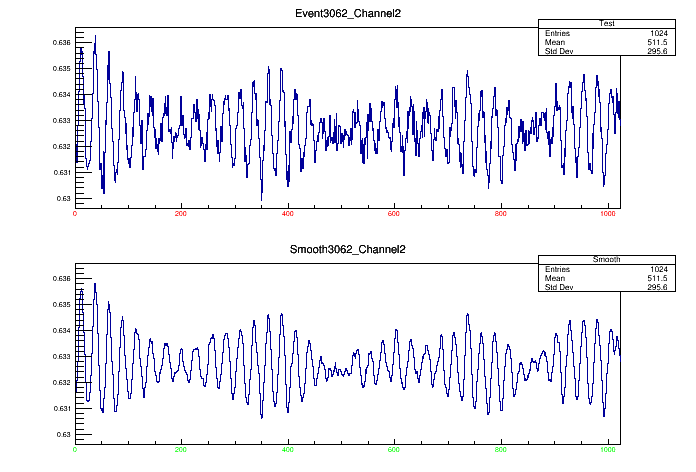 Event3062_Channel2
Test
Entries 1024
Mean 511.5
Std Dev 295.6
0.636
0.635
0.634
0.633
0.632
0.631
0.63
0 200 400 600 800 1000
Smooth3062_Channel2
Smooth
Entries 1024
Mean 511.5
Std Dev 295.6
0.636
0.635
0.634
0.633
0.632
0.631
0.63
0 200 400 600 800 1000